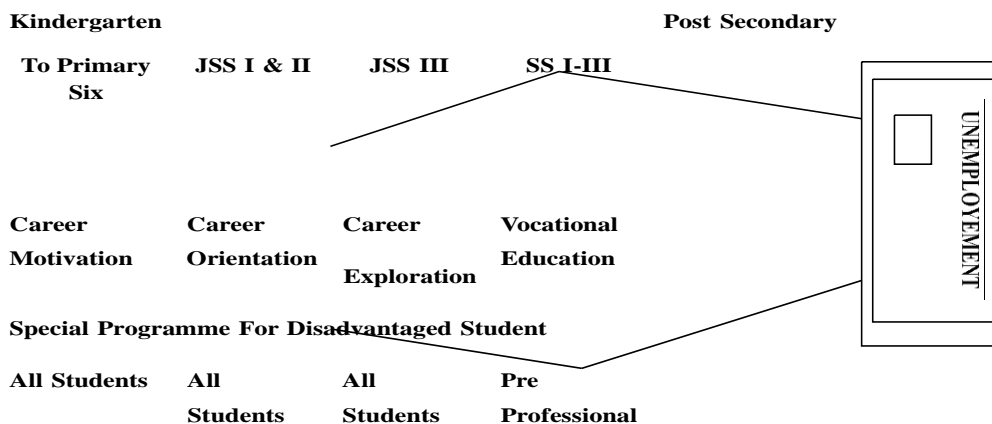 Kindergarten Post Secondary
To Primary JSS I & II JSS III SS I-III
Six
UNEMPLOYEMENT
Career Career Career Vocational
Motivation Orientation Education
Exploration
Special Programme For Disadvantaged Student
All Students All All Pre
Students Students Professional